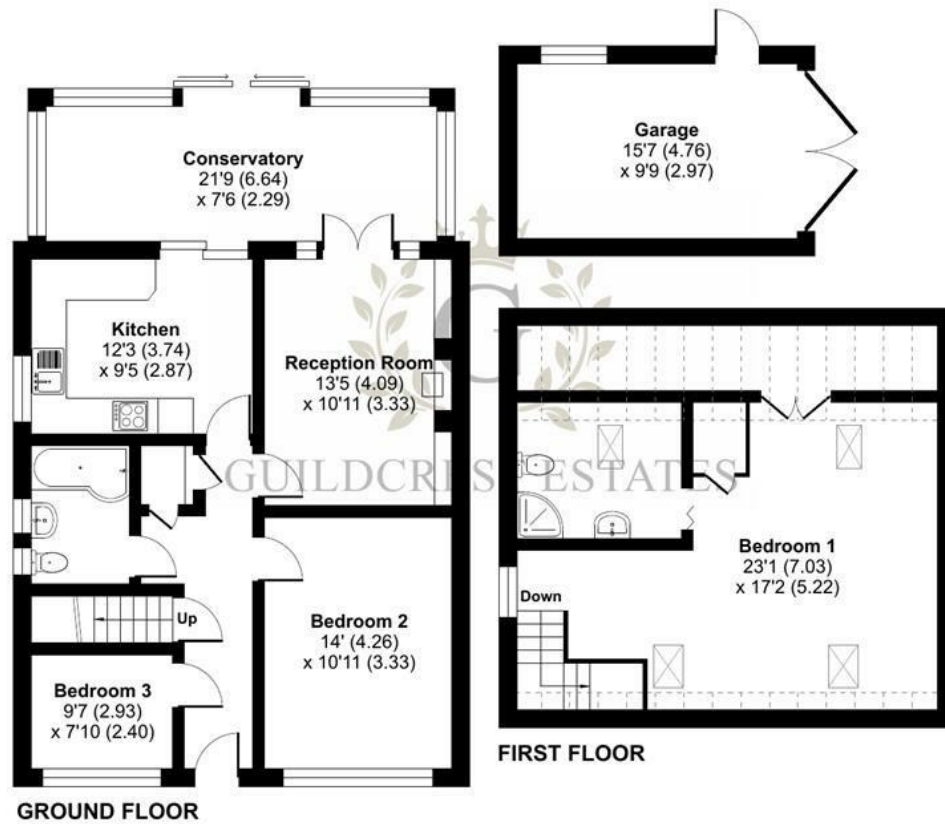 Conservatory
21'9 (6.64)
x 7'6 (2.29)
Garage
15'7 (4.76)
x 9'9 (2.97)
Kitchen
12'3 (3.74)
x 9'5 (2.87)
Reception Room
13'5 (4.09)
x 10'11 (3.33)
G
GUILDCREST ESTATES
Up
Bedroom 2
14' (4.26)
x 10'11 (3.33)
Bedroom 3
9'7 (2.93)
x 7'10 (2.40)
GROUND FLOOR
Bedroom 1
23'1 (7.03)
x 17'2 (5.22)
Down
FIRST FLOOR